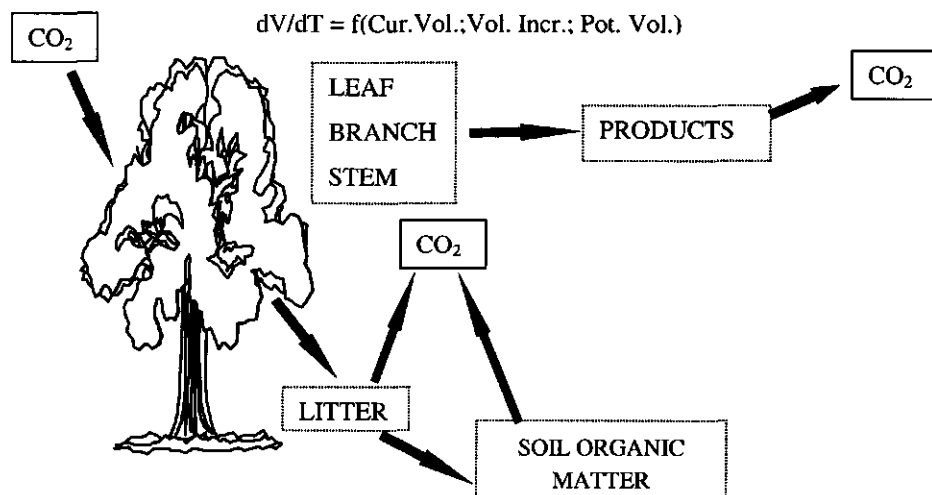 dV/dT = f(Cur.Vol.;Vol. Incr.; Pot. Vol.)
CO₂
LEAF
BRANCH
STEM
PRODUCTS
CO₂
CO₂
LITTER
SOIL ORGANIC
MATTER